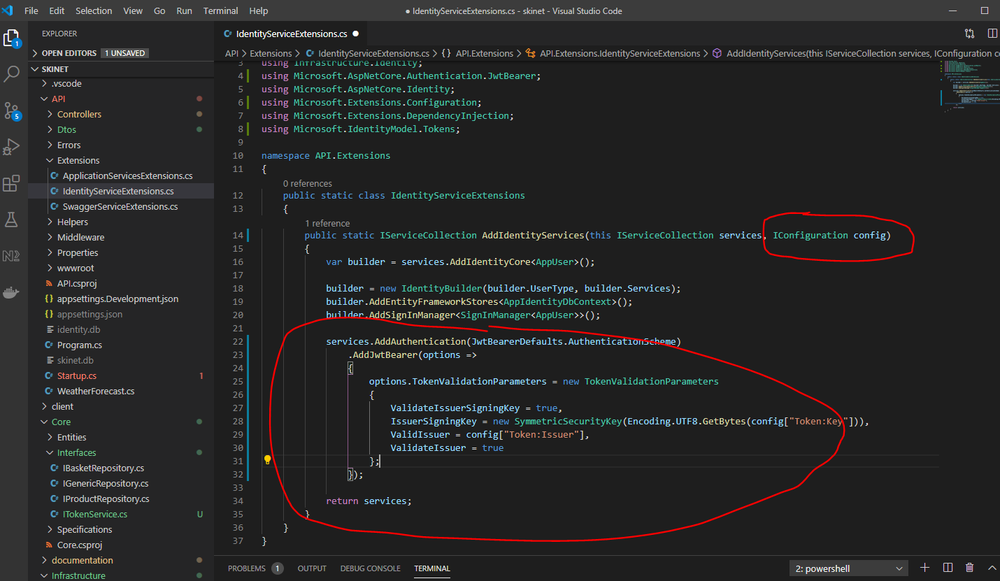 File Edit Selection View Go Run Terminal Help
● IdentityServiceExtensions.cs - skinet - Visual Studio Code
EXPLORER
OPEN EDITORS 1 UNSAVED
SKINET
.vscode
API
Controllers
Dtos
Errors
Extensions
ApplicationServicesExtensions.cs
IdentityServiceExtensions.cs
SwaggerServiceExtensions.cs
Helpers
Middleware
Properties
wwwroot
API.csproj
{} appsettings.Development.json
{} appsettings.json
identity.db
Program.cs
skinet.db
Startup.cs 1
WeatherForecast.cs
client
Core
Entities
Interfaces
IBasketRepository.cs
IGenericRepository.cs
IProductRepository.cs
ITokenService.cs U
Specifications
Core.csproj
documentation
Infrastructure
1
5
IdentityServiceExtensions.cs ●
API > Extensions > IdentityServiceExtensions.cs > {} API.Extensions > API.Extensions.IdentityServiceExtensions > AddIdentityServices(this IServiceCollection services, IConfiguration co
3 using Infrastructure.Identity;
4 using Microsoft.AspNetCore.Authentication.JwtBearer;
5 using Microsoft.AspNetCore.Identity;
6 using Microsoft.Extensions.Configuration;
7 using Microsoft.Extensions.DependencyInjection;
8 using Microsoft.IdentityModel.Tokens;
9
10 namespace API.Extensions
11 {
0 references
12 public static class IdentityServiceExtensions
13 {
1 reference
14 public static IServiceCollection AddIdentityServices(this IServiceCollection services, IConfiguration config)
15 {
16 var builder = services.AddIdentityCore<AppUser>();
17
18 builder = new IdentityBuilder(builder.UserType, builder.Services);
19 builder.AddEntityFrameworkStores<AppIdentityDbContext>();
20 builder.AddSignInManager<SignInManager<AppUser>>();
21
22 services.AddAuthentication(JwtBearerDefaults.AuthenticationScheme)
23 .AddJwtBearer(options =>
24 {
25 options.TokenValidationParameters = new TokenValidationParameters
26 {
27 ValidateIssuerSigningKey = true,
28 IssuerSigningKey = new SymmetricSecurityKey(Encoding.UTF8.GetBytes(config["Token:Key"])),
29 ValidIssuer = config["Token:Issuer"],
30 ValidateIssuer = true
31 };
32 });
33
34 return services;
35 }
36 }
37 }
PROBLEMS 1 OUTPUT DEBUG CONSOLE TERMINAL
2: powershell